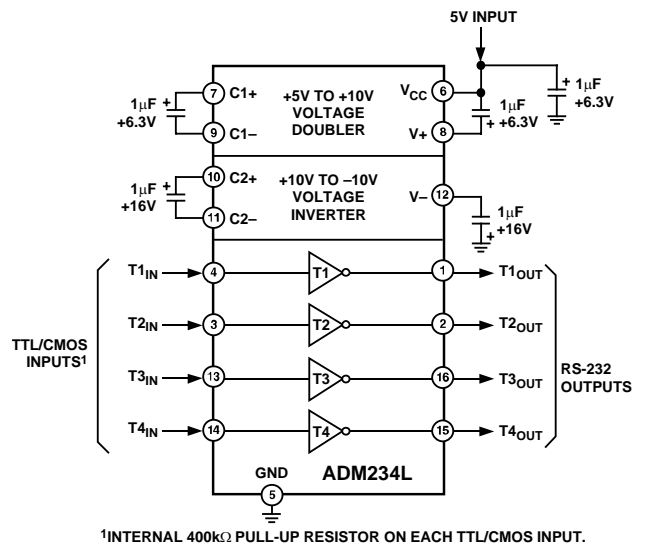 5V INPUT
7 C1+
1µF
+6.3V
+
9 C1–
+5V TO +10V
VOLTAGE
DOUBLER
VCC 6
V+ 8
1µF
+ +6.3V
+
1µF
+6.3V
10 C2+
1µF
+16V
+
11 C2–
+10V TO –10V
VOLTAGE
INVERTER
V– 12
1µF
+ +16V
TTL/CMOS
INPUTS1
T1IN 4 T1 1 T1OUT
T2IN 3 T2 2 T2OUT
T3IN 13 T3 16 T3OUT
T4IN 14 T4 15 T4OUT
RS-232
OUTPUTS
GND
5
ADM234L
1INTERNAL 400kΩ PULL-UP RESISTOR ON EACH TTL/CMOS INPUT.